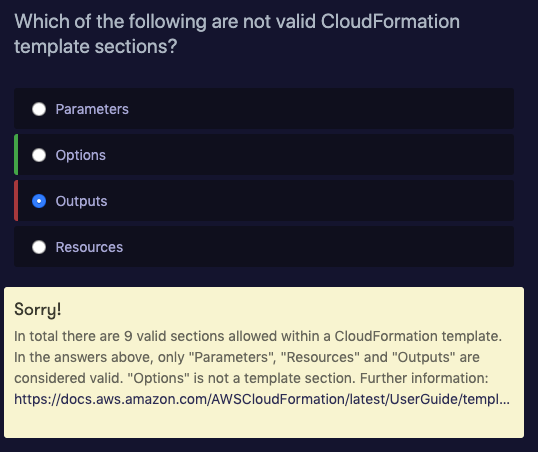 Which of the following are not valid CloudFormation
template sections?
Parameters
Options
Outputs
Resources
Sorry!
In total there are 9 valid sections allowed within a CloudFormation template.
In the answers above, only "Parameters", "Resources" and "Outputs" are
considered valid. "Options" is not a template section. Further information:
https://docs.aws.amazon.com/AWSCloudFormation/latest/UserGuide/templ...